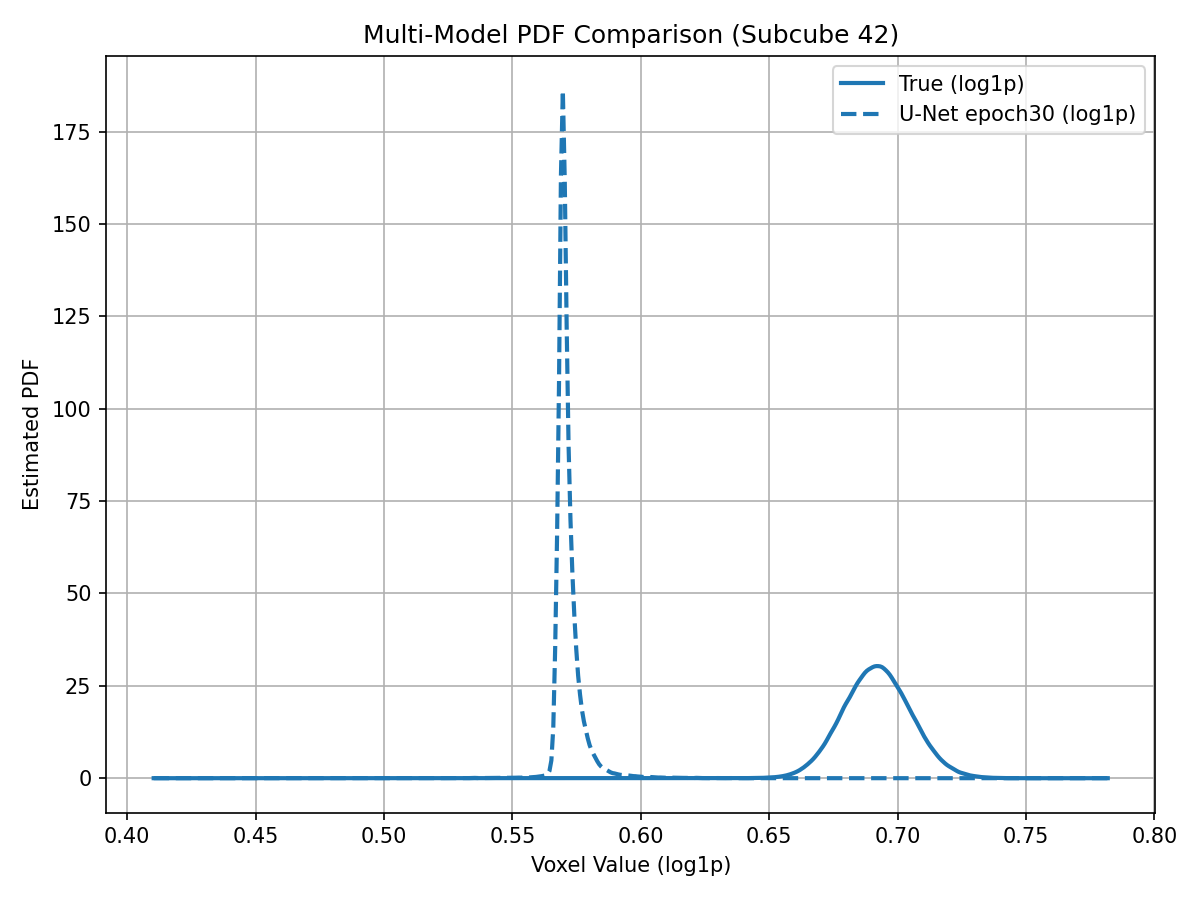 Multi-Model PDF Comparison (Subcube 42)
True (log1p)
U-Net epoch30 (log1p)
Estimated PDF
175
150
125
100
75
50
25
0
0.40 0.45 0.50 0.55 0.60 0.65 0.70 0.75 0.80
Voxel Value (log1p)